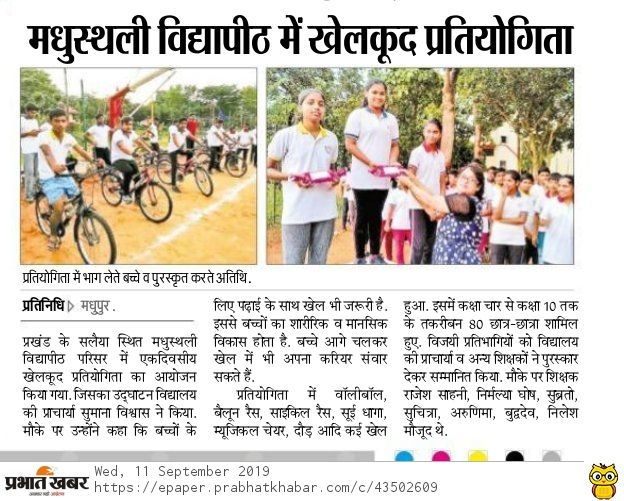 मधुस्थली विद्यापीठ में खेलकूद प्रतियोगिता
प्रतियोगिता में भाग लेते बच्चे व पुरस्कृत करते अतिथि.
प्रतिनिधि मधुपुर.
प्रखंड के सलैया स्थित मधुस्थली
विद्यापीठ परिसर में एकदिवसीय
खेलकूद प्रतियोगिता का आयोजन
किया गया. जिसका उद्घाटन विद्यालय
की प्राचार्या सुमाना विश्वास ने किया.
मौके पर उन्होंने कहा कि बच्चों के
लिए पढ़ाई के साथ खेल भी जरूरी है.
इससे बच्चों का शारीरिक व मानसिक
विकास होता है. बच्चे आगे चलकर
खेल में भी अपना करियर संवार
सकते हैं.
प्रतियोगिता में वॉलीबॉल,
बैलून रैस, साइकिल रैस, सूई धागा,
म्यूजिकल चेयर, दौड़ आदि कई खेल
हुआ. इसमें कक्षा चार से कक्षा 10 तक
के तकरीबन 80 छात्र-छात्रा शामिल
हुए. विजयी प्रतिभागियों को विद्यालय
की प्राचार्या व अन्य शिक्षकों ने पुरस्कार
देकर सम्मानित किया. मौके पर शिक्षक
राजेश साहनी, निर्मल्या घोष, सुब्रतो,
सुचित्रा, अरुणिमा, बुद्वदेव, निलेश
मौजूद थे.
प्रभात खबर
अखबार नहीं आंदोलन
Wed, 11 September 2019
https://epaper.prabhatkhabar.com/c/43502609